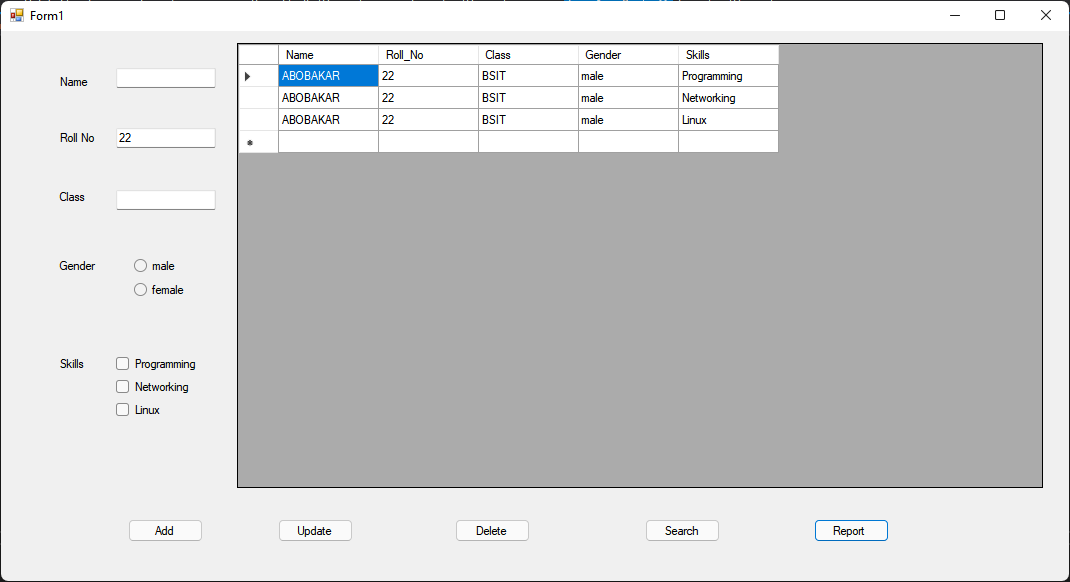 Form1
Name
Roll No 22
Class
Gender
male
female
Skills
Programming
Networking
Linux
Name Roll_No Class Gender Skills
ABOBAKAR 22 BSIT male Programming
ABOBAKAR 22 BSIT male Networking
ABOBAKAR 22 BSIT male Linux
Add Update Delete Search Report